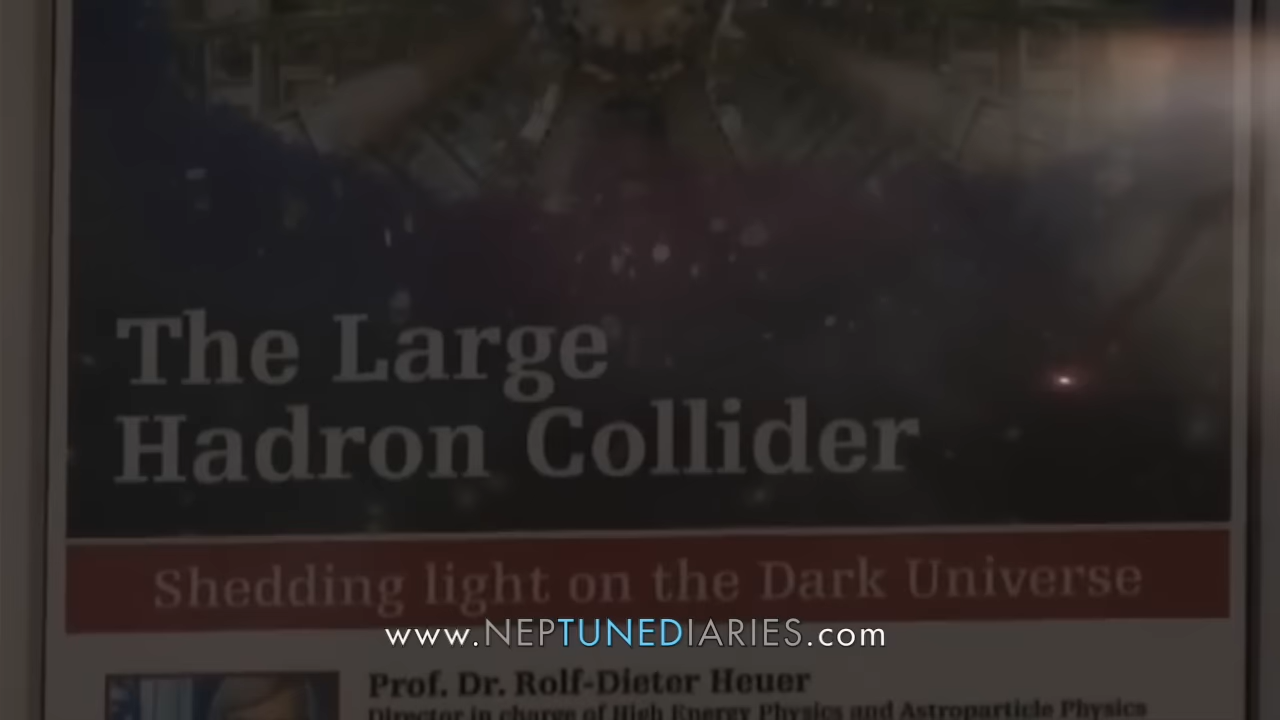 The Large
Hadron Collider
Shedding light on the Dark Universe
www.NEPTUNEDIARIES.com
Prof. Dr. Rolf-Dieter Heuer
Director in charge of High Energy Physics and Astroparticle Physics